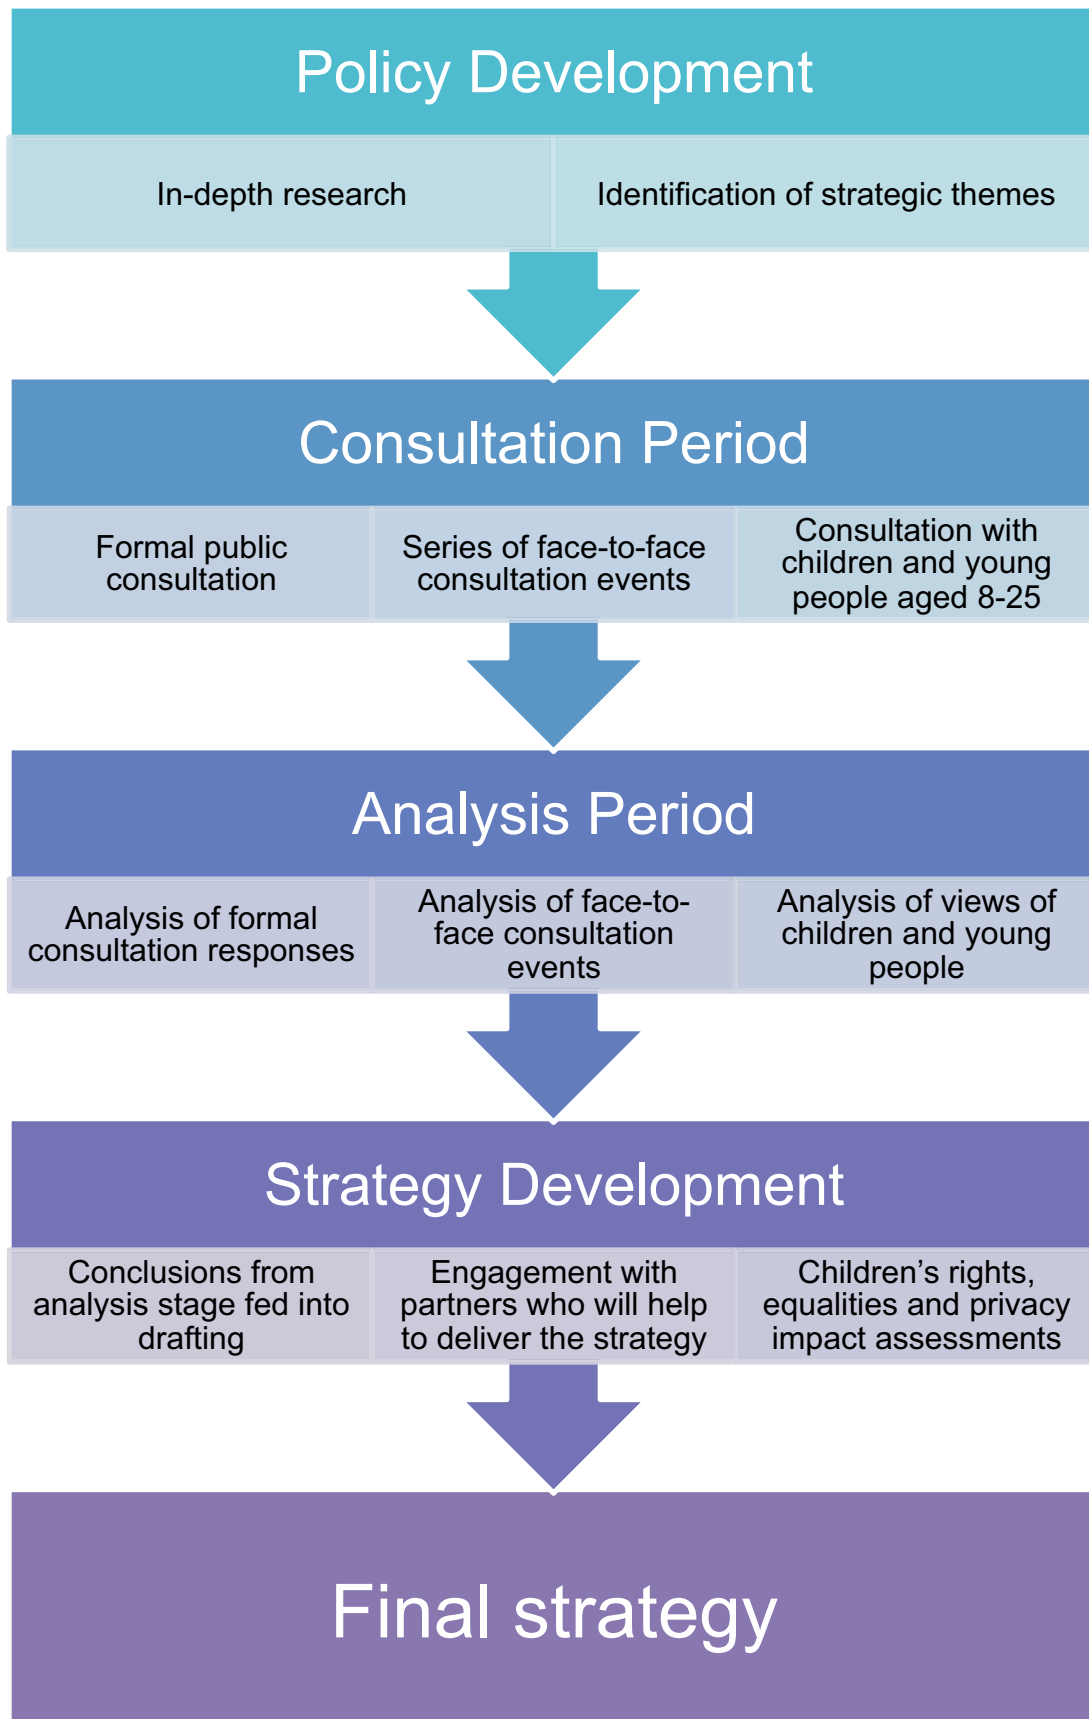 Policy Development
In-depth research
Identification of strategic themes
Consultation Period
Formal public
consultation
Series of face-to-face
consultation events
Consultation with
children and young
people aged 8-25
Analysis Period
Analysis of formal
consultation responses
Analysis of face-to-
face consultation
events
Analysis of views of
children and young
people
Strategy Development
Conclusions from
analysis stage fed into
drafting
Engagement with
partners who will help
to deliver the strategy
Children’s rights,
equalities and privacy
impact assessments
Final strategy